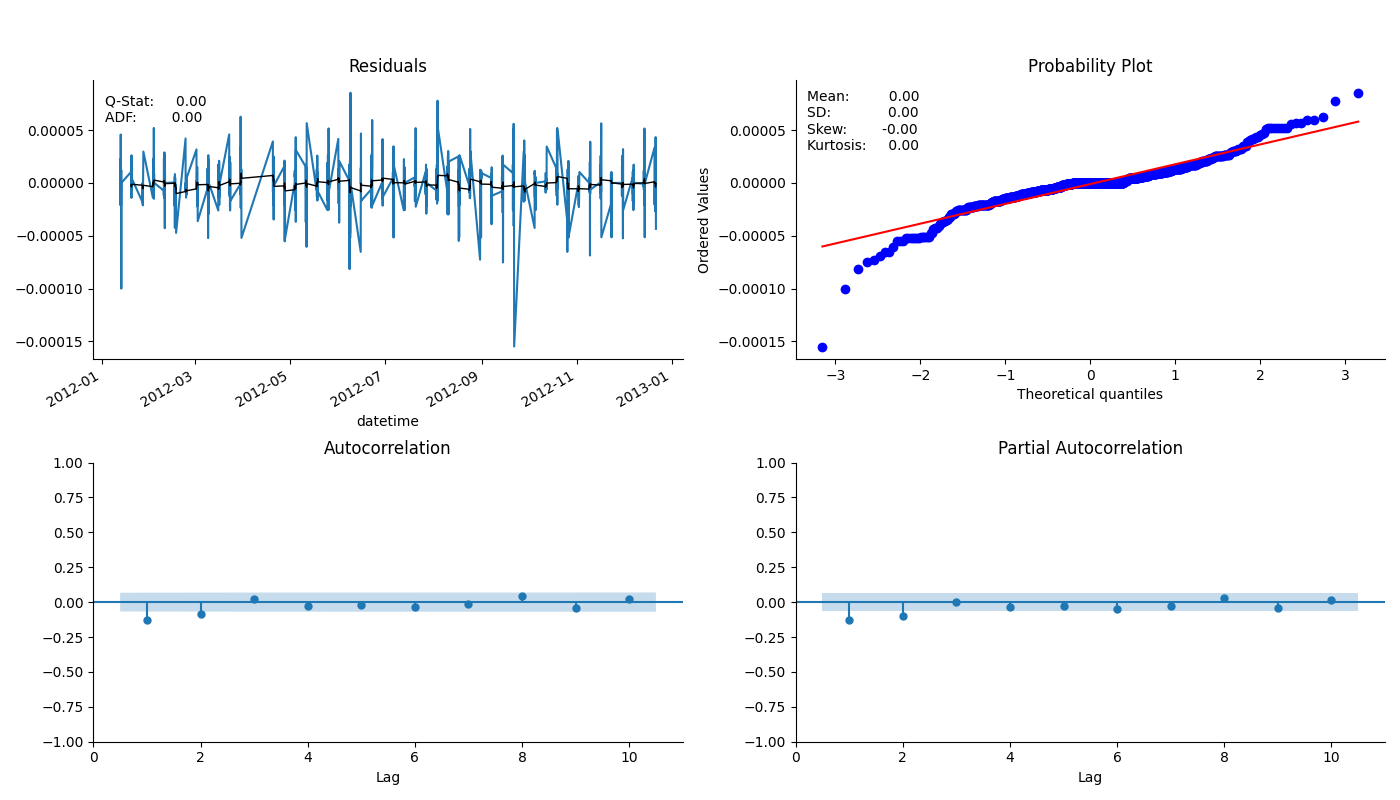 Residuals
Q-Stat: 0.00
ADF: 0.00
0.00005
0.00000
−0.00005
−0.00010
−0.00015
2012-01
2012-03
2012-05
2012-07
2012-09
2012-11
2013-01
datetime
Probability Plot
Mean: 0.00
SD: 0.00
Skew: -0.00
Kurtosis: 0.00
Ordered Values
0.00005
0.00000
−0.00005
−0.00010
−0.00015
−3 −2 −1 0 1 2 3
Theoretical quantiles
Autocorrelation
1.00
0.75
0.50
0.25
0.00
−0.25
−0.50
−0.75
−1.00
0 2 4 6 8 10
Lag
Partial Autocorrelation
1.00
0.75
0.50
0.25
0.00
−0.25
−0.50
−0.75
−1.00
0 2 4 6 8 10
Lag